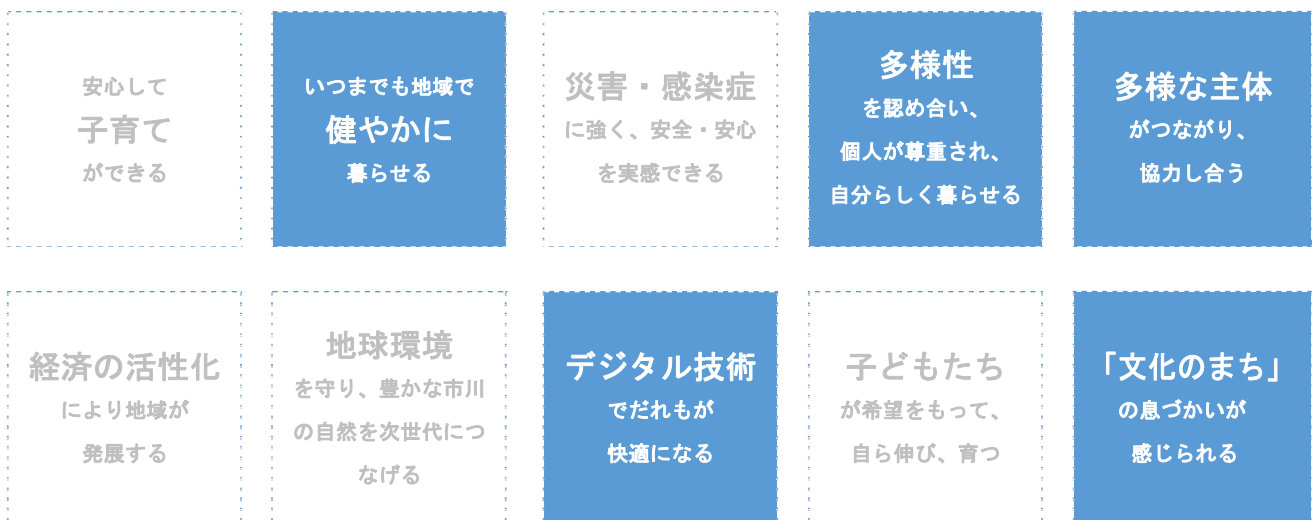 安心して
子育て
ができる
いつまでも地域で
健やかに
暮らせる
災害・感染症
に強く、安全・安心
を実感できる
多様性
を認め合い、
個人が尊重され、
自分らしく暮らせる
多様な主体
がつながり、
協力し合う
経済の活性化
により地域が
発展する
地球環境
を守り、豊かな市川
の自然を次世代につ
なげる
デジタル技術
でだれもが
快適になる
子どもたち
が希望をもって、
自ら伸び、育つ
「文化のまち」
の息づかいが
感じられる